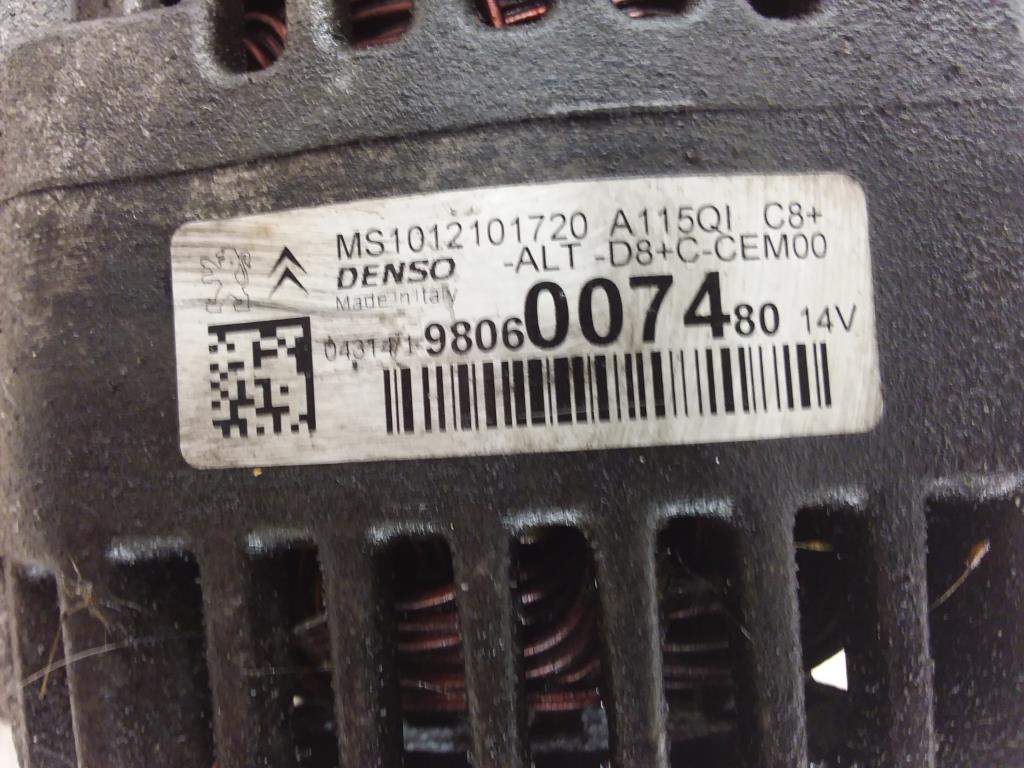 MS1012101720 A115QI C8+
DENSO -ALT -D8+C-CEM00
Made in Italy
9806007480 14V